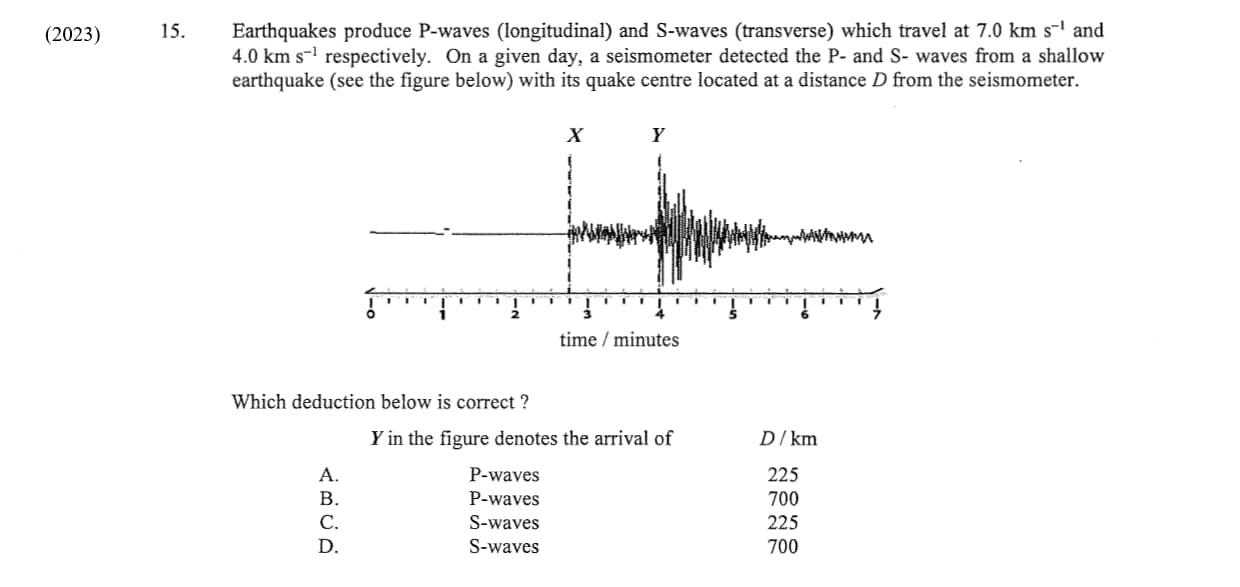 (2023) 15. Earthquakes produce P-waves (longitudinal) and S-waves (transverse) which travel at 7.0 km s⁻¹ and
4.0 km s⁻¹ respectively. On a given day, a seismometer detected the P- and S- waves from a shallow
earthquake (see the figure below) with its quake centre located at a distance D from the seismometer.
X Y
0 1 2 3 4 5 6 7
time / minutes
Which deduction below is correct ?
Y in the figure denotes the arrival of D / km
A. P-waves 225
B. P-waves 700
C. S-waves 225
D. S-waves 700